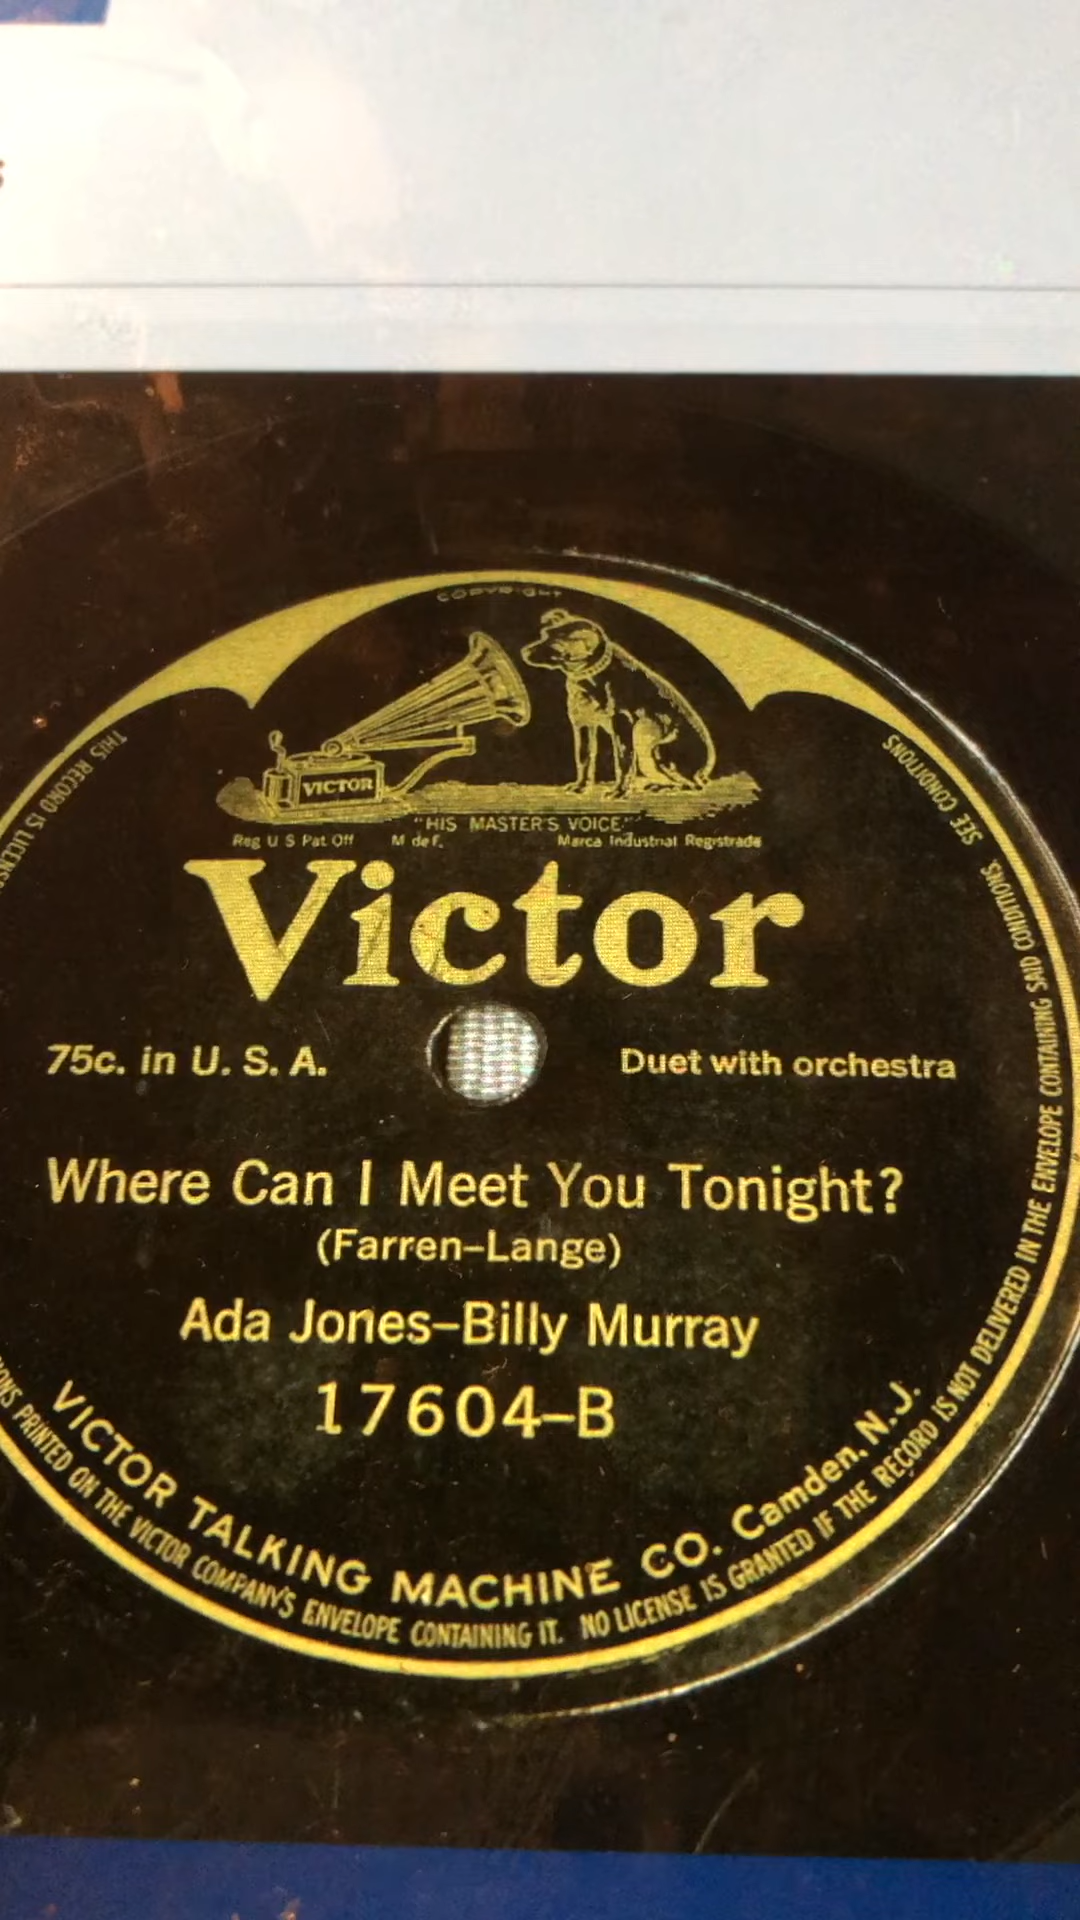 COPYRIGHT
VICTOR
"HIS MASTER'S VOICE"
Reg U S Pat Off M de F. Marca Industrial Registrada
Victor
75c. in U. S. A.
Duet with orchestra
Where Can I Meet You Tonight?
(Farren-Lange)
Ada Jones-Billy Murray
17604-B
VICTOR TALKING MACHINE CO. Camden, N.J.
THIS RECORD IS
SEE CONDITIONS
PRINTED ON THE VICTOR COMPANY'S ENVELOPE CONTAINING IT. NO LICENSE IS GRANTED IF THE RECORD IS NOT DELIVERED IN THE ENVELOPE CONTAINING SAID CONDITIONS.